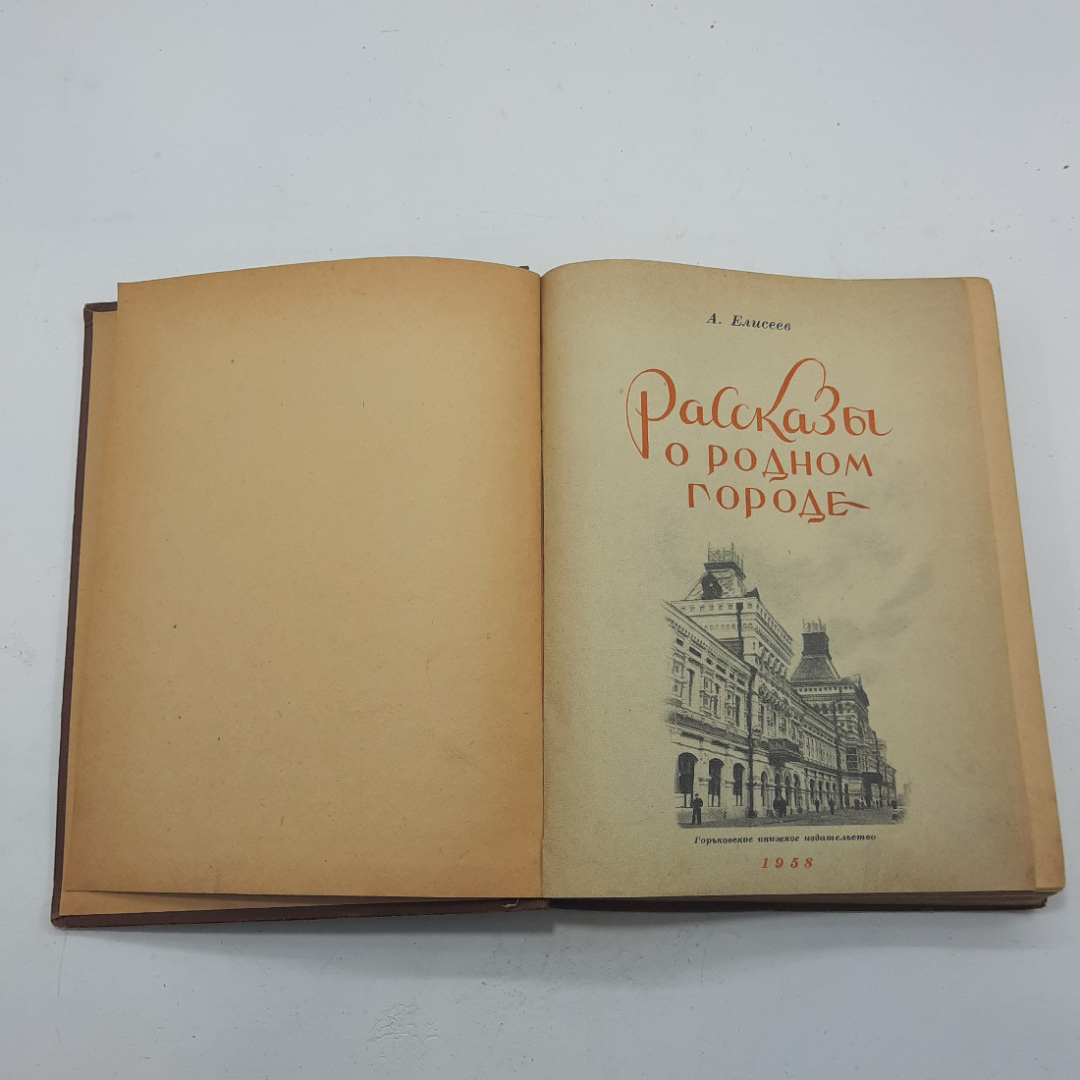 А. Елисеев
Рассказы
о родном
городе
Горьковское книжное издательство
1958